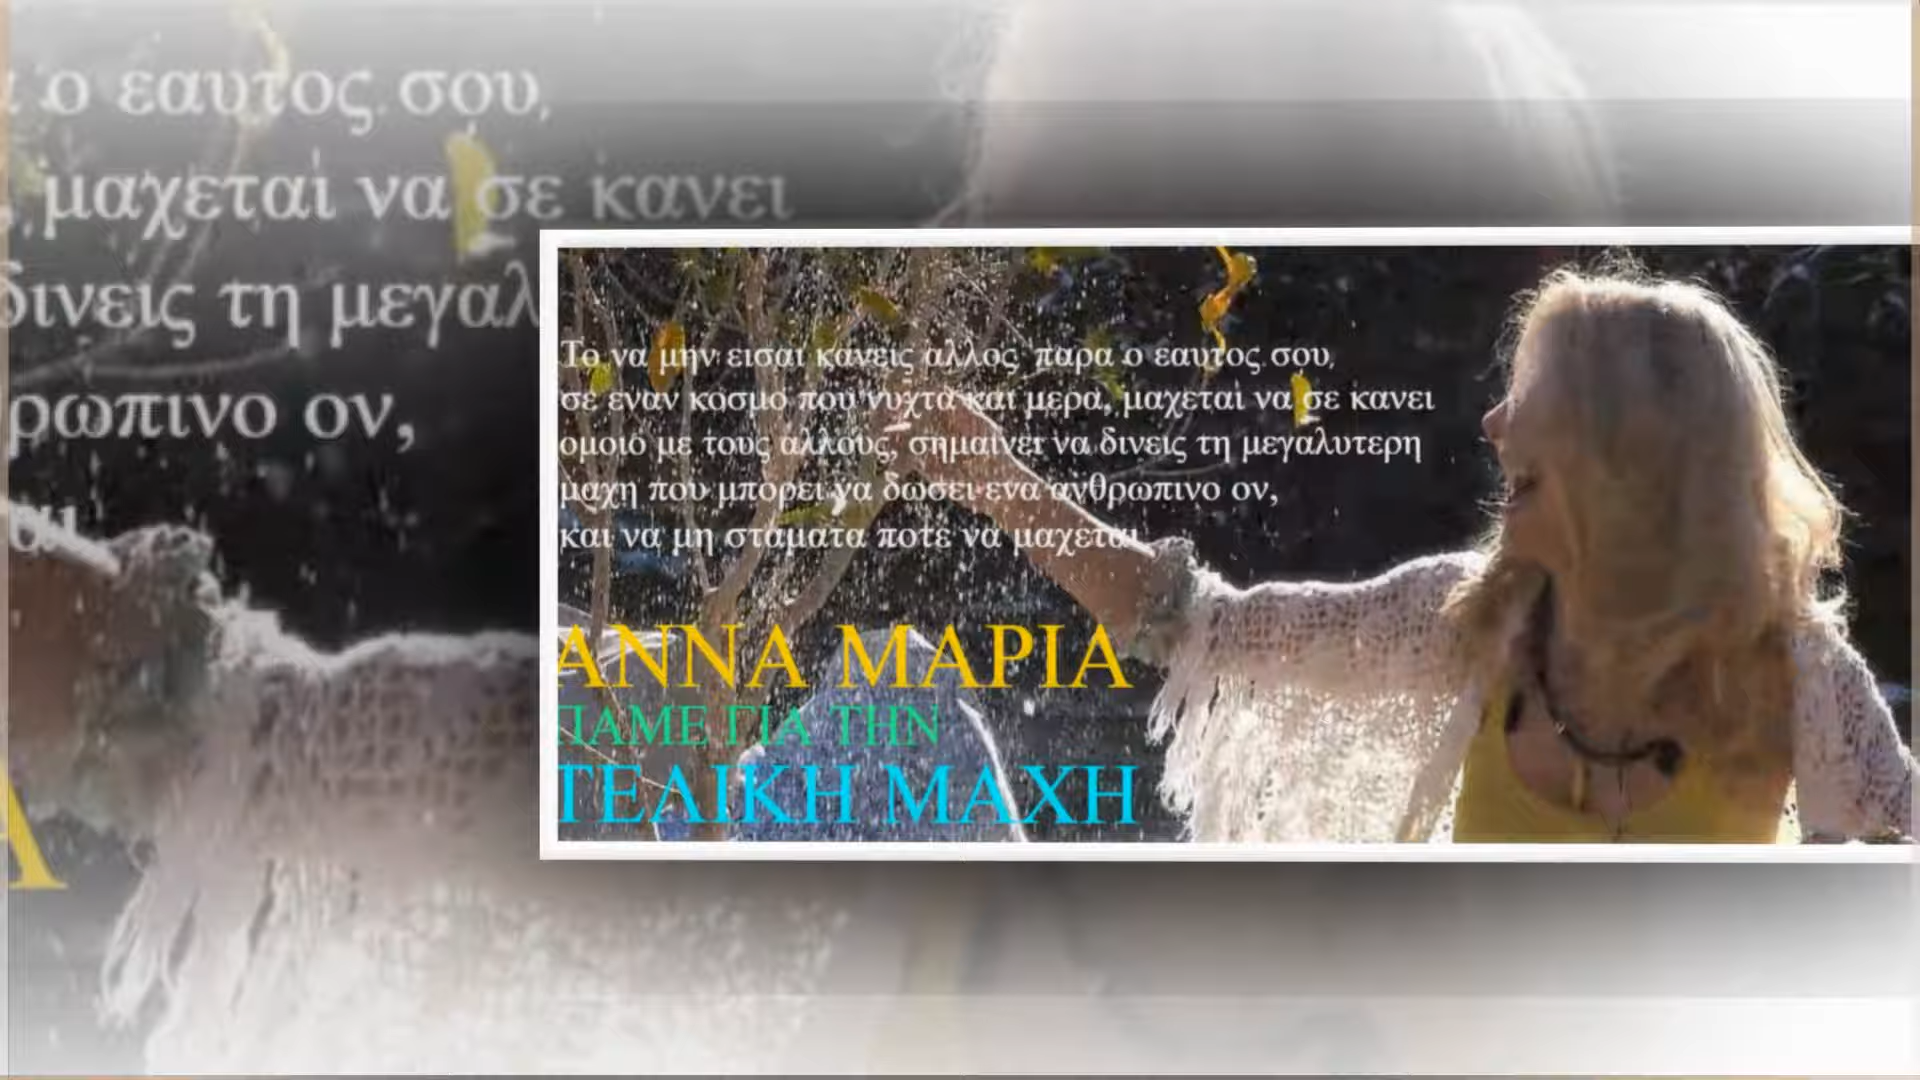 ο εαυτος σου,
μαχεται να σε κανει
δινεις τη μεγαλ
ρωπινο ον,
Το να μην εισαι κανεις αλλος παρα ο εαυτος σου,
σε εναν κοσμο που νυχτα και μερα, μαχεται να σε κανει
ομοιο με τους αλλους, σημαινει να δινεις τη μεγαλυτερη
μαχη που μπορει να δωσει ενα ανθρωπινο ον,
και να μη σταματα ποτε να μαχεται
ΑΝΝΑ ΜΑΡΙΑ
ΠΑΜΕ ΓΙΑ ΤΗΝ
ΤΕΛΙΚΗ ΜΑΧΗ